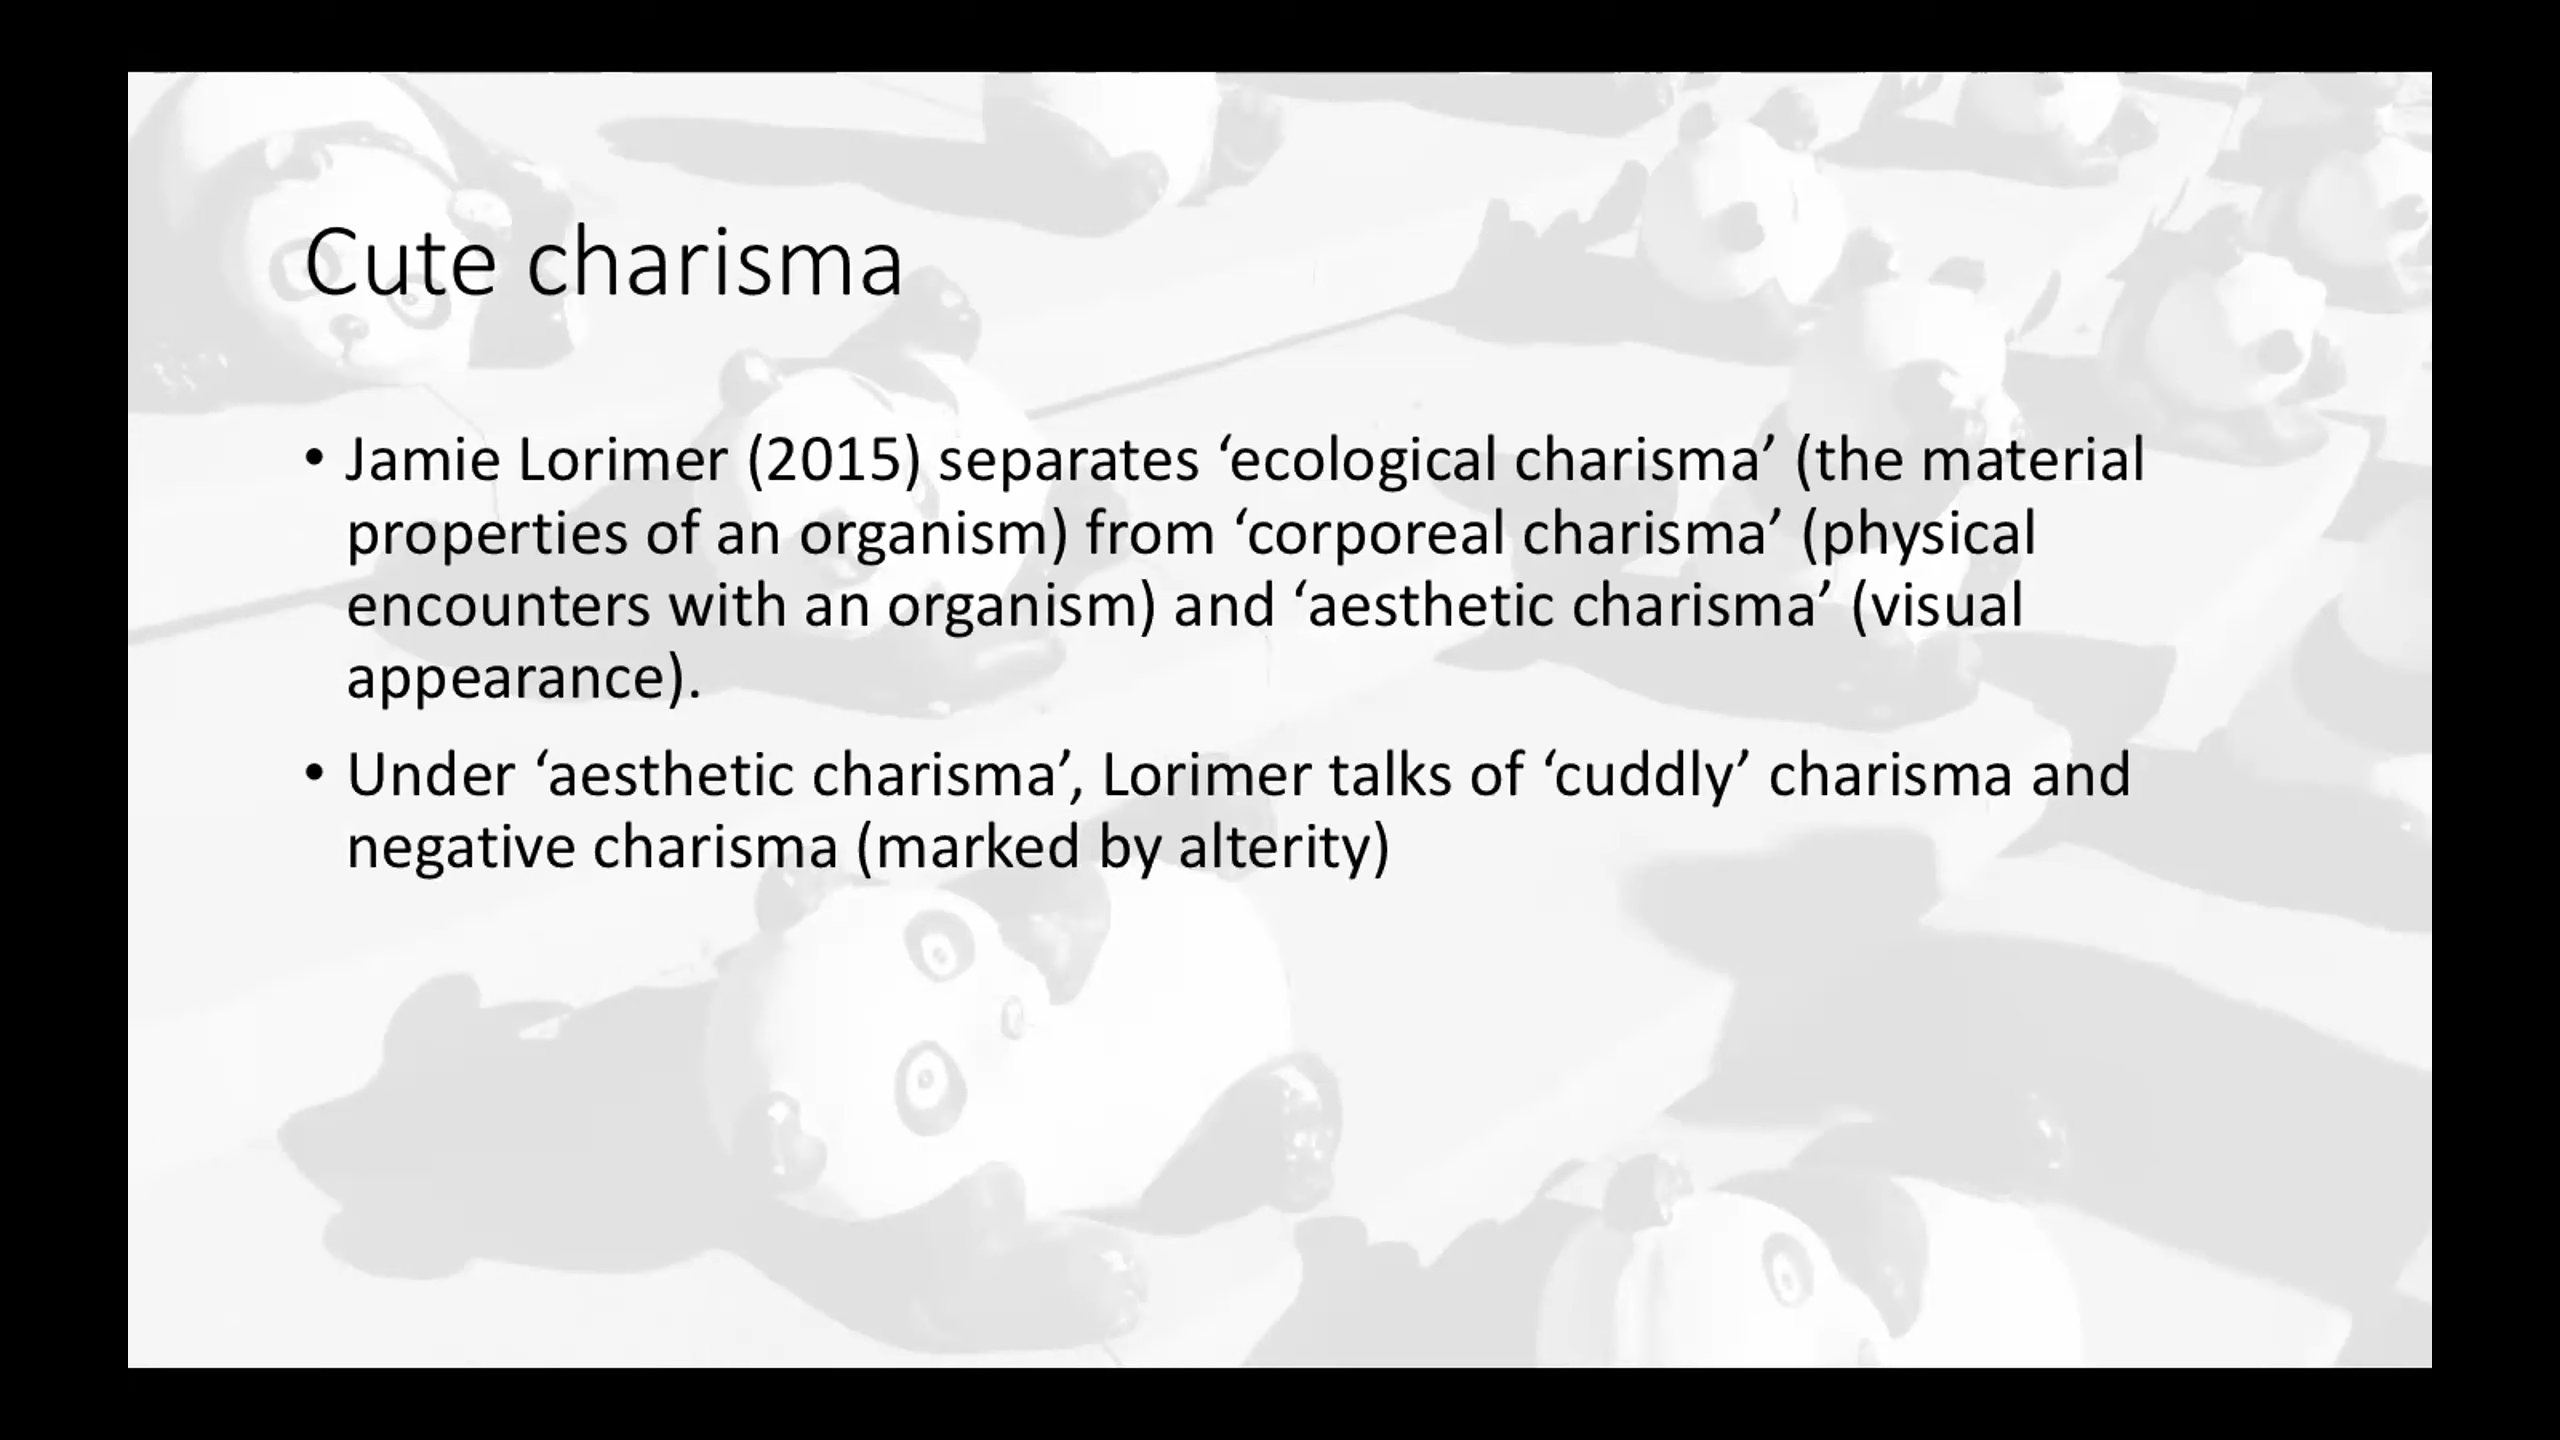 Cute charisma
• Jamie Lorimer (2015) separates ‘ecological charisma’ (the material
properties of an organism) from ‘corporeal charisma’ (physical
encounters with an organism) and ‘aesthetic charisma’ (visual
appearance).
• Under ‘aesthetic charisma’, Lorimer talks of ‘cuddly’ charisma and
negative charisma (marked by alterity)